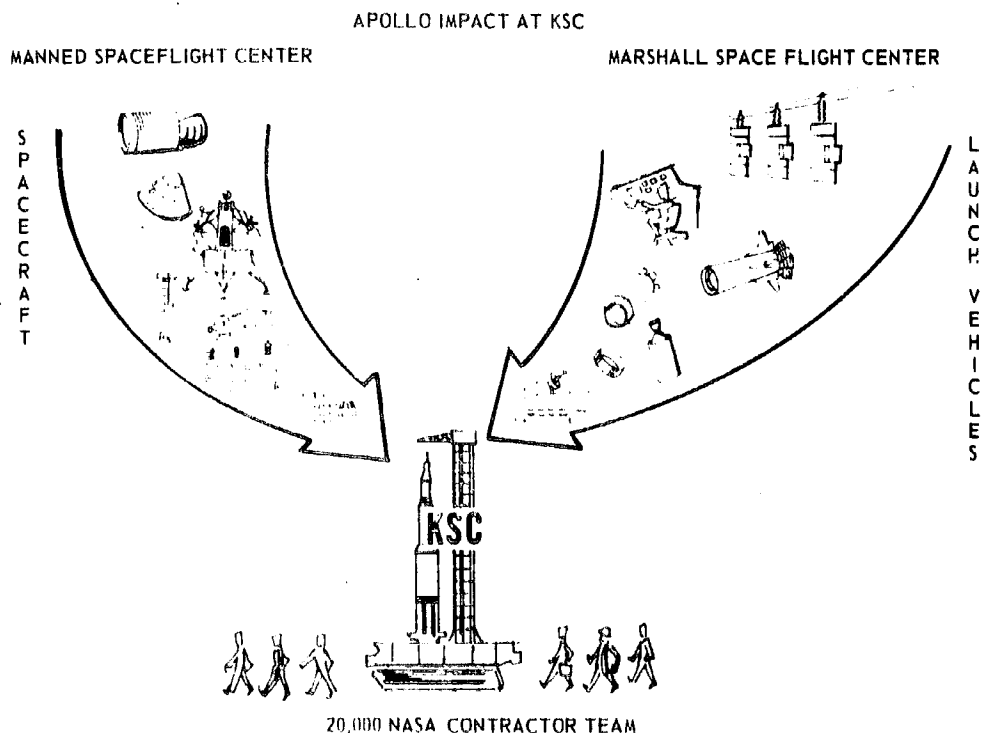 APOLLO IMPACT AT KSC
MANNED SPACEFLIGHT CENTER
MARSHALL SPACE FLIGHT CENTER
SPACECRAFT
LAUNCH VEHICLES
KSC
20,000 NASA CONTRACTOR TEAM